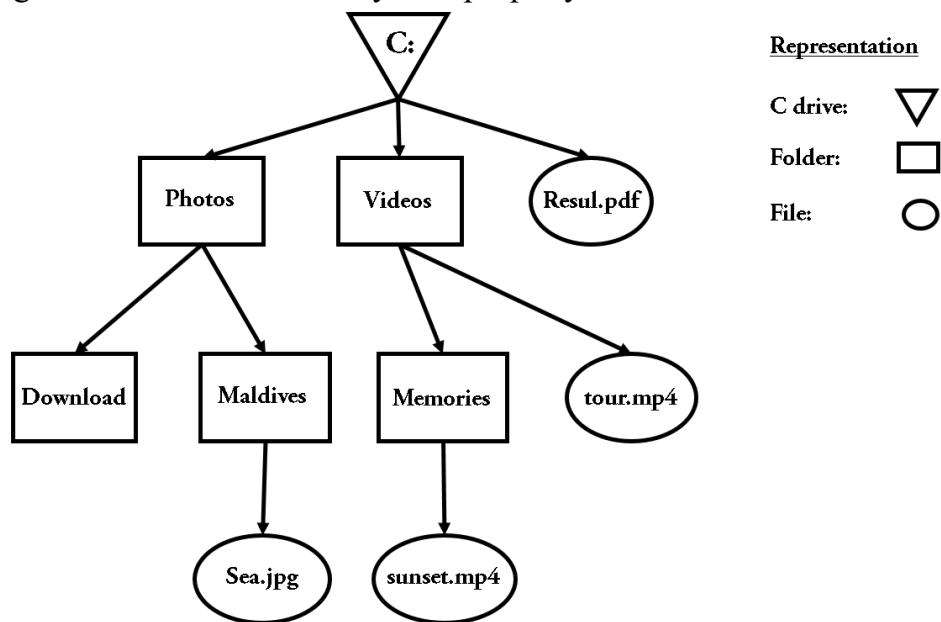 C:
Representation
C drive:
Folder:
File:
Photos
Videos
Resul.pdf
Download
Maldives
Memories
tour.mp4
Sea.jpg
sunset.mp4